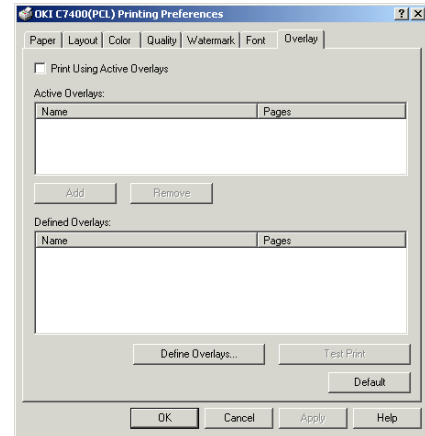 OKI C7400(PCL) Printing Preferences
Paper Layout Color Quality Watermark Font Overlay
Print Using Active Overlays
Active Overlays:
Name Pages
Add Remove
Defined Overlays:
Name Pages
Define Overlays... Test Print
Default
OK Cancel Apply Help